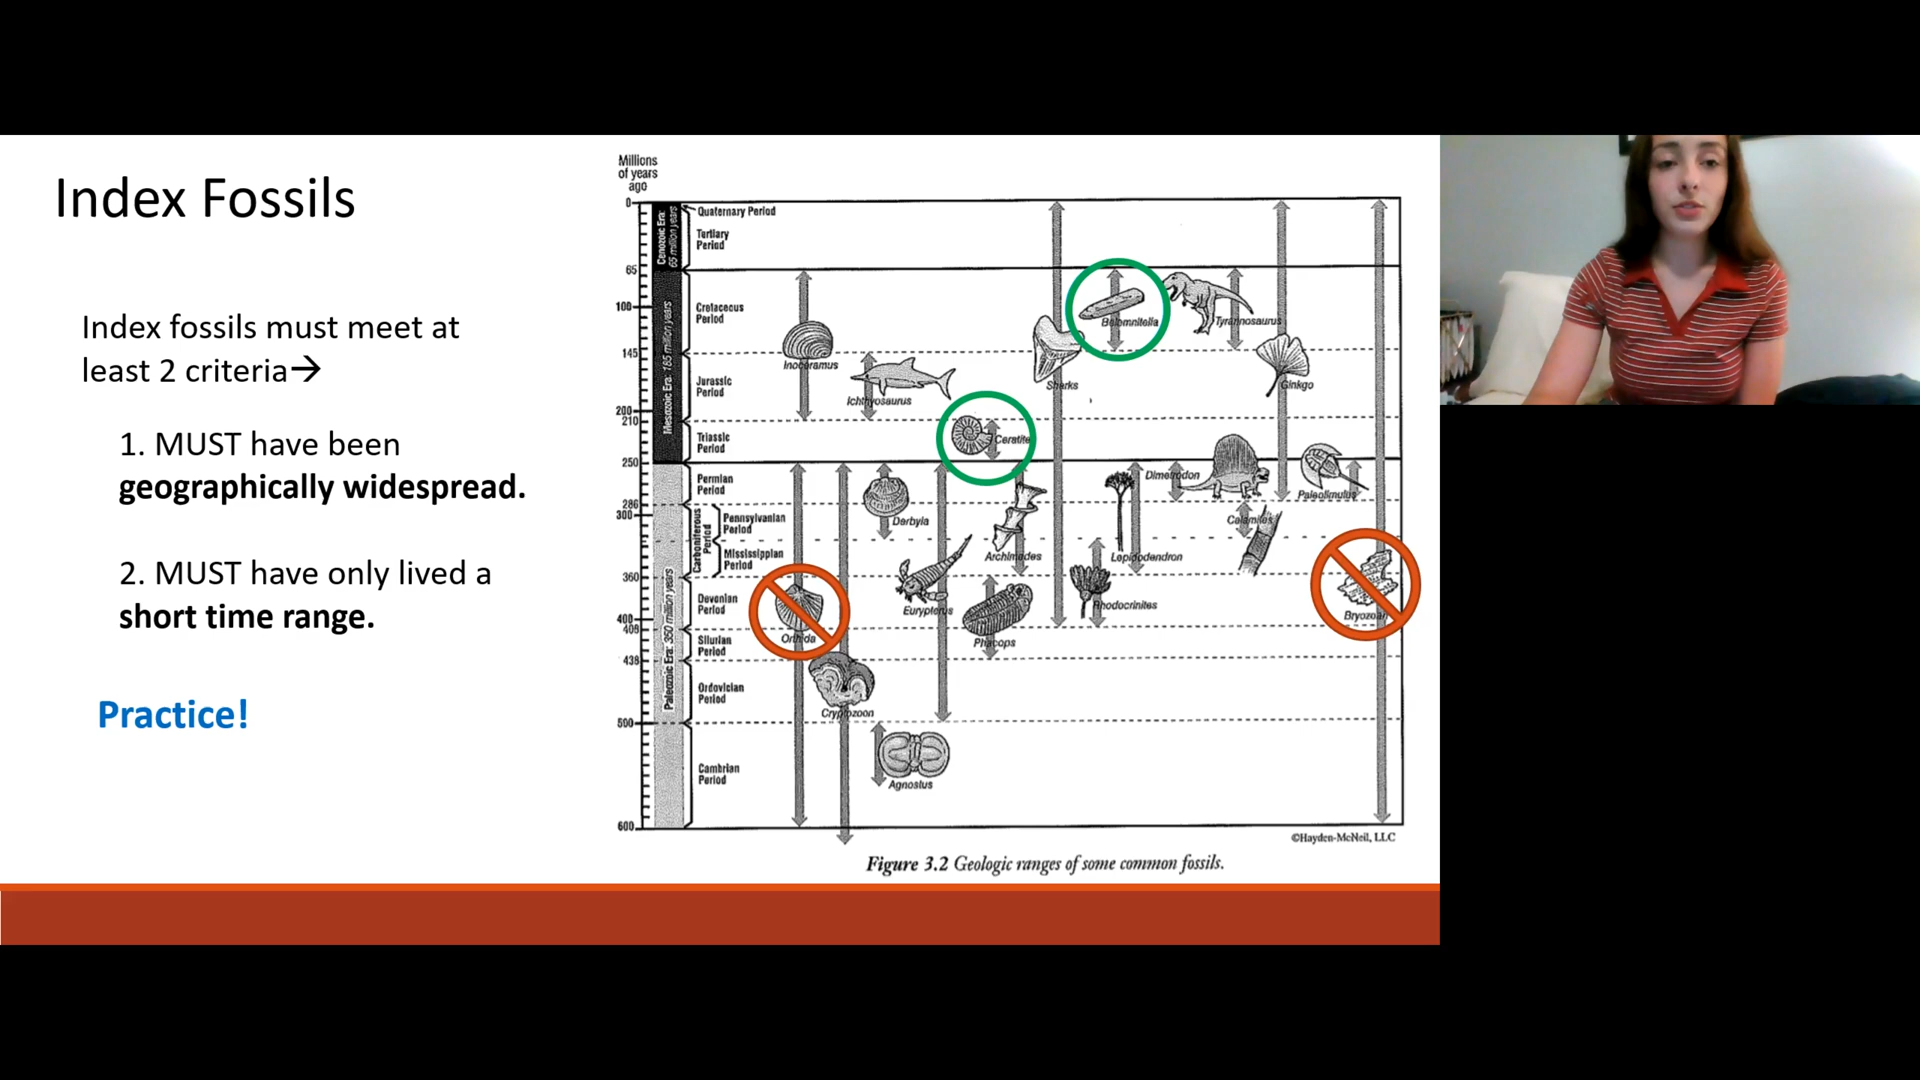 Index Fossils
Index fossils must meet at
least 2 criteria→
1. MUST have been
geographically widespread.
2. MUST have only lived a
short time range.
Practice!
Millions
of years
ago
0
65
100
145
200
210
250
286
300
360
400
408
438
500
600
Cenozoic Era:
65 million years
Mesozoic Era: 185 million years
Paleozoic Era: 350 million years
Quaternary Period
Tertiary
Period
Cretaceous
Period
Jurassic
Period
Triassic
Period
Permian
Period
Carboniferous
Period
Pennsylvanian
Period
Mississippian
Period
Devonian
Period
Silurian
Period
Ordovician
Period
Cambrian
Period
Belemnitella
Tyrannosaurus
Inoceramus
Ichthyosaurus
Sharks
Ginkgo
Ceratite
Dimetrodon
Paleolimulus
Derbyia
Calamites
Archimedes
Lepidodendron
Eurypterus
Rhodocrinites
Bryozoan
Orthida
Phacops
Cryptozoon
Agnostus
©Hayden-McNeil, LLC
Figure 3.2 Geologic ranges of some common fossils.